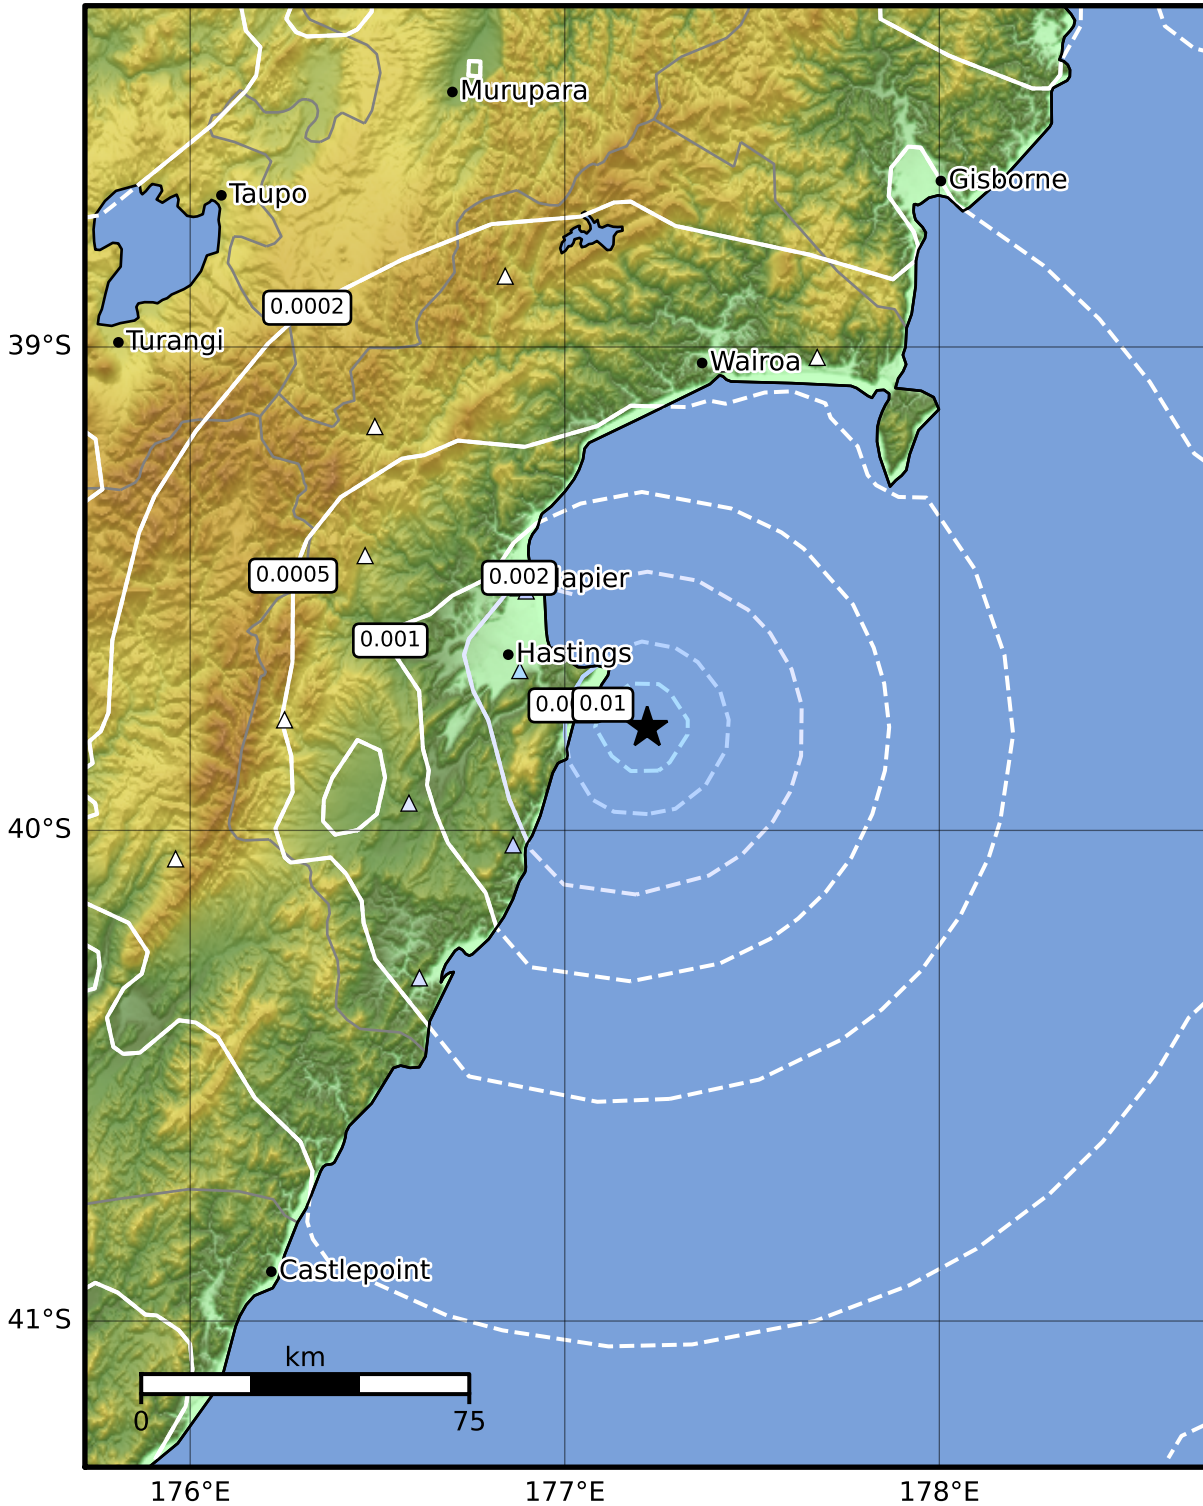 Murupara
Gisborne
Taupo
0.0002
Turangi
39°S
Wairoa
0.0005
0.002
apier
0.001
Hastings
0.0
0.01
40°S
Castlepoint
41°S
km
0
75
176°E
177°E
178°E